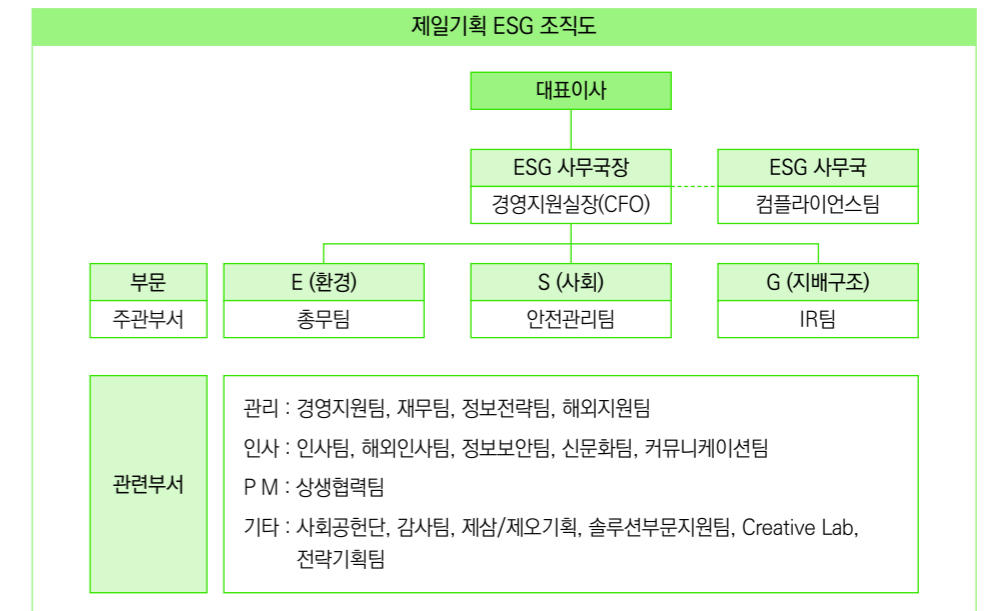 제일기획 ESG 조직도
대표이사
ESG 사무국장
경영지원실장(CFO)
ESG 사무국
컴플라이언스팀
부문
주관부서
E (환경)
총무팀
S (사회)
안전관리팀
G (지배구조)
IR팀
관련부서
관리 : 경영지원팀, 재무팀, 정보전략팀, 해외지원팀
인사 : 인사팀, 해외인사팀, 정보보안팀, 신문화팀, 커뮤니케이션팀
P M : 상생협력팀
기타 : 사회공헌단, 감사팀, 제삼/제오기획, 솔루션부문지원팀, Creative Lab,
전략기획팀